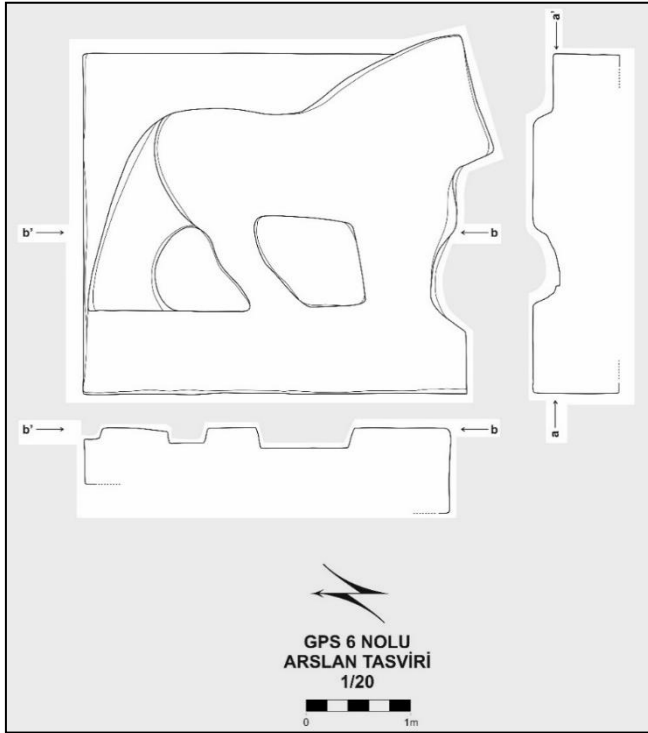 a'
b' b
a
b' b
GPS 6 NOLU
ARSLAN TASVİRİ
1/20
0 1m